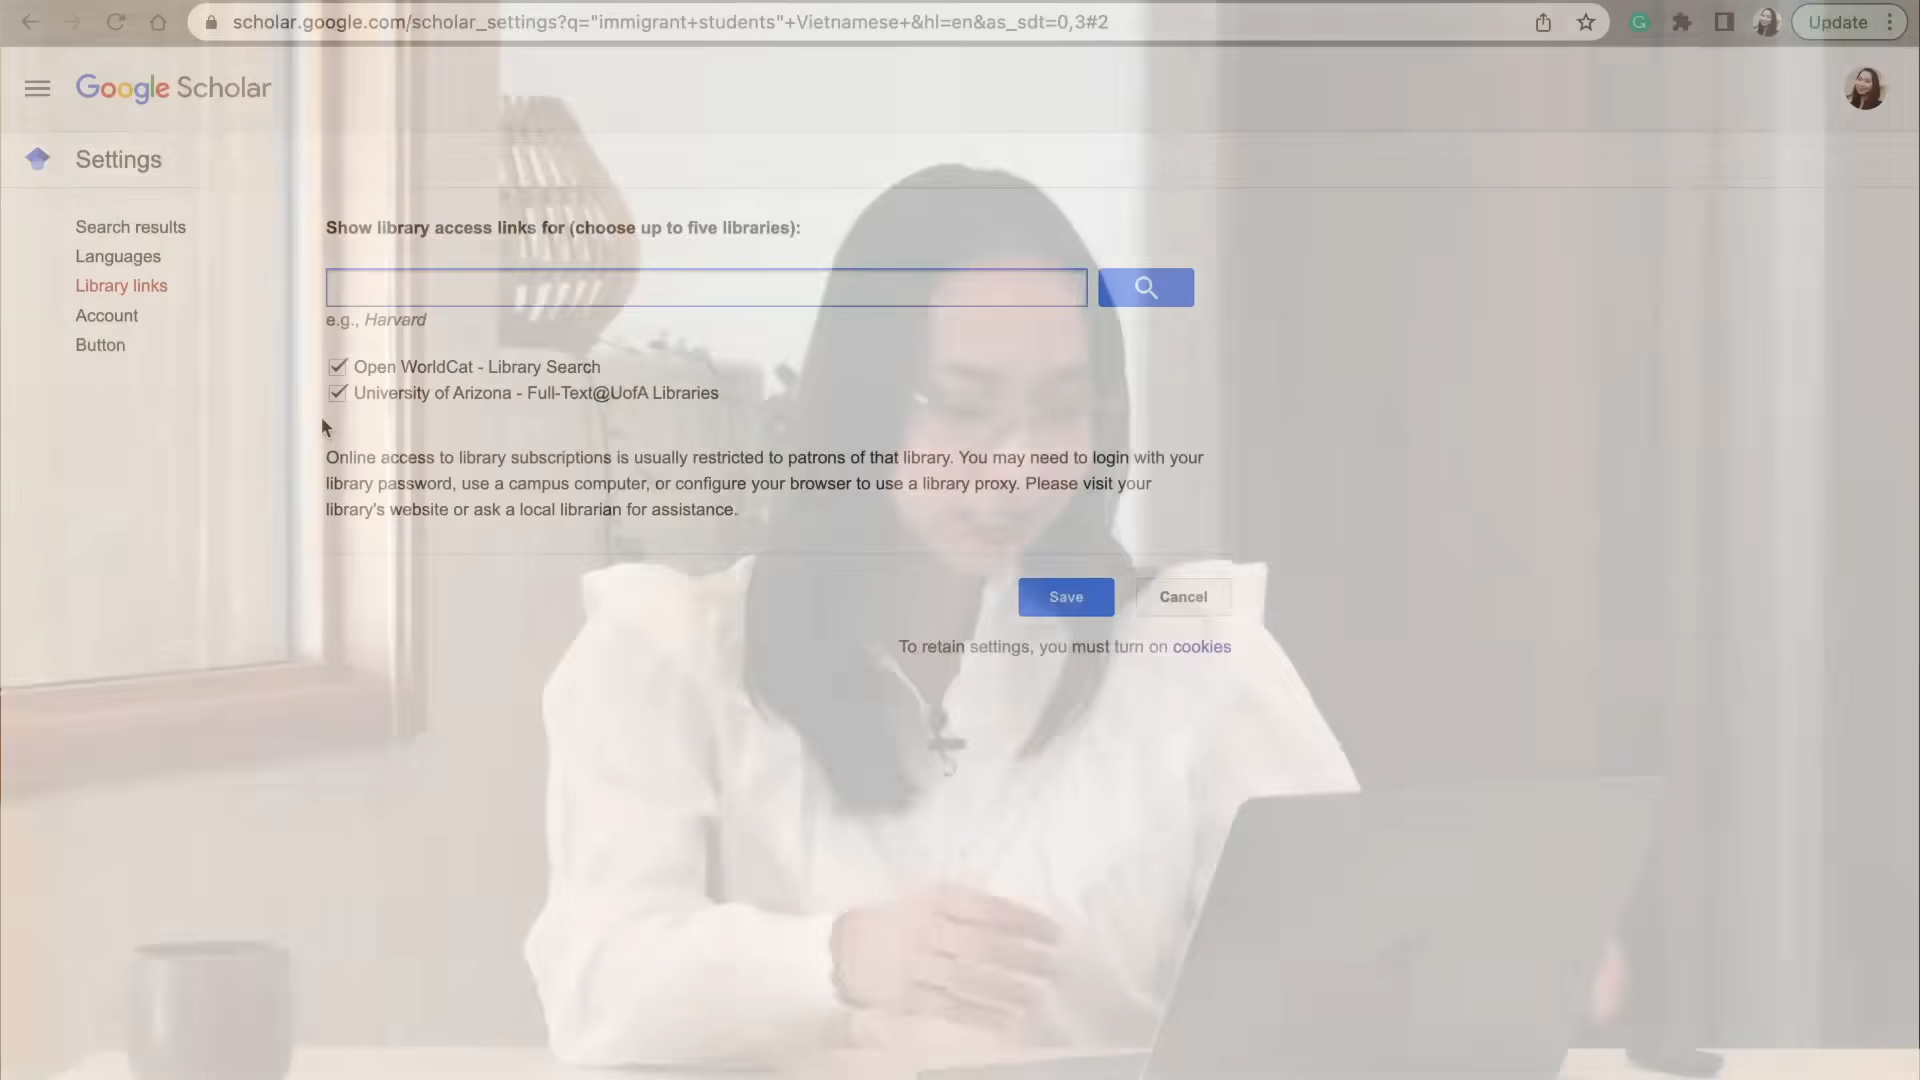 scholar.google.com/scholar_settings?q="immigrant+students"+Vietnamese+&hl=en&as_sdt=0,3#2
Update
Google Scholar
Settings
Search results
Languages
Library links
Account
Button
Show library access links for (choose up to five libraries):
e.g., Harvard
Open WorldCat - Library Search
University of Arizona - Full-Text@UofA Libraries
Online access to library subscriptions is usually restricted to patrons of that library. You may need to login with your
library password, use a campus computer, or configure your browser to use a library proxy. Please visit your
library's website or ask a local librarian for assistance.
Save
Cancel
To retain settings, you must turn on cookies